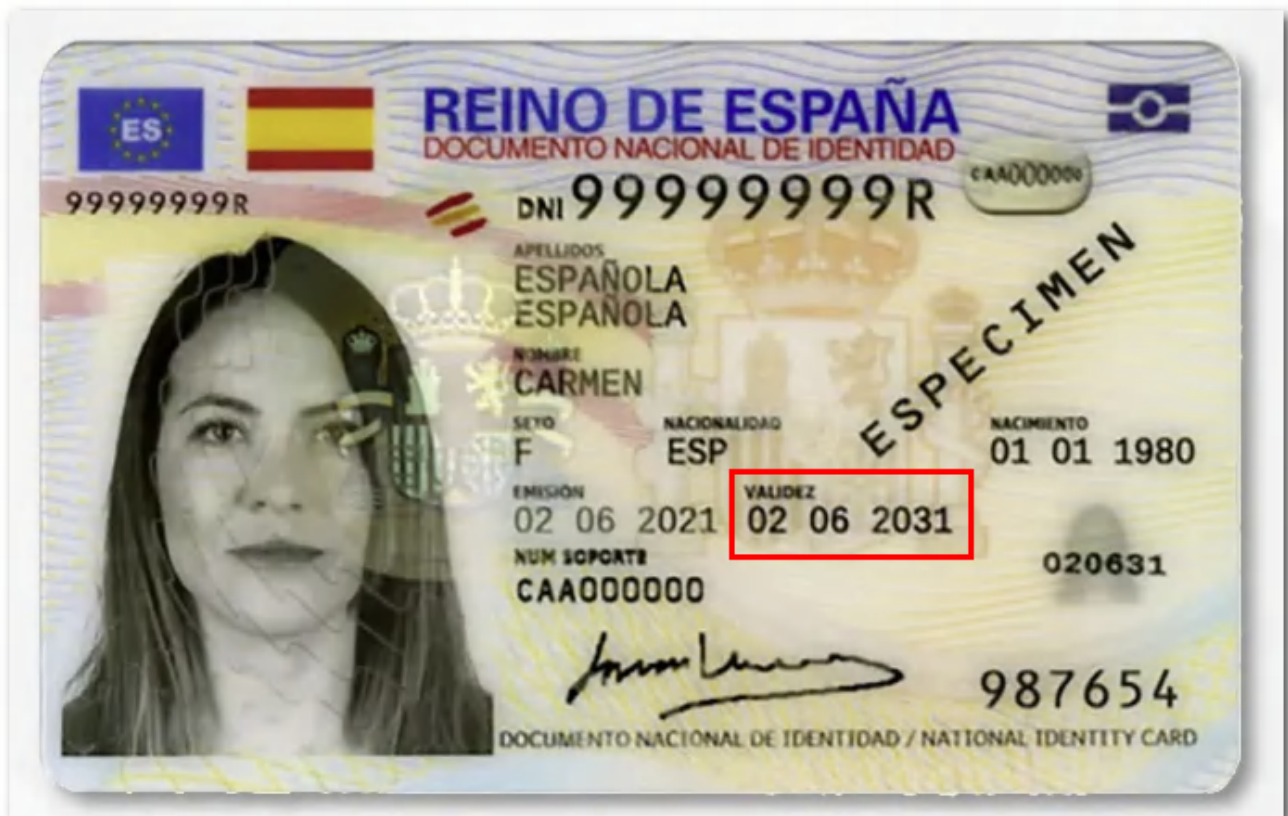 ES
REINO DE ESPAÑA
DOCUMENTO NACIONAL DE IDENTIDAD
CAA000000
99999999R
DNI 99999999R
APELLIDOS
ESPAÑOLA
ESPAÑOLA
ESPECIMEN
NOMBRE
CARMEN
SEXO NACIONALIDAD NACIMIENTO
F ESP 01 01 1980
EMISIÓN VALIDEZ
02 06 2021 02 06 2031
NUM SOPORTE
CAA000000
020631
987654
DOCUMENTO NACIONAL DE IDENTIDAD / NATIONAL IDENTITY CARD